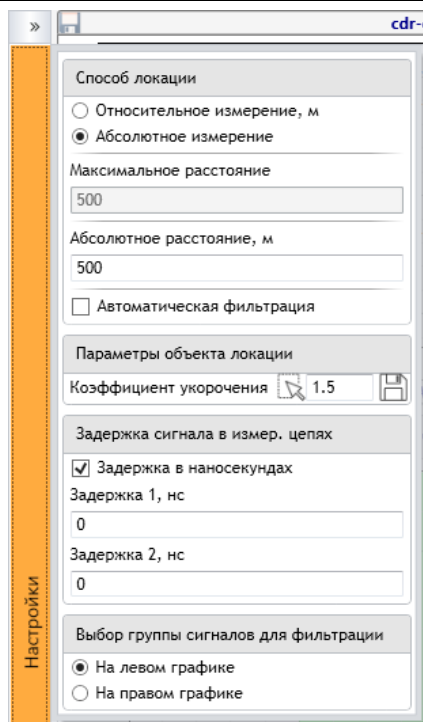 »
cdr-
Способ локации
Относительное измерение, м
Абсолютное измерение
Максимальное расстояние
500
Абсолютное расстояние, м
500
Автоматическая фильтрация
Параметры объекта локации
Коэффициент укорочения 1.5
Задержка сигнала в измер. цепях
Задержка в наносекундах
Задержка 1, нс
0
Задержка 2, нс
0
Выбор группы сигналов для фильтрации
На левом графике
На правом графике
Настройки